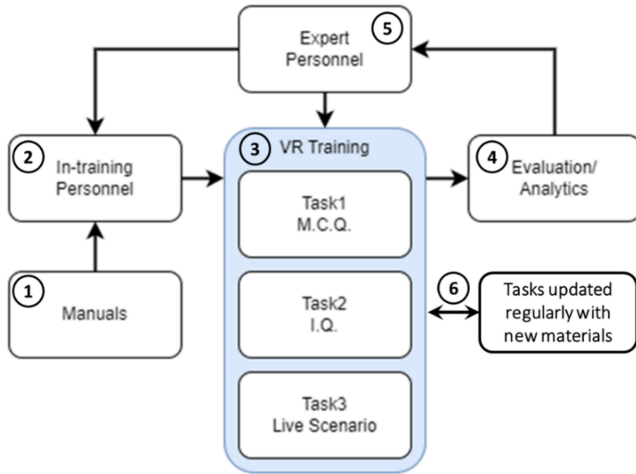 5
Expert
Personnel
2
In-training
Personnel
3
VR Training
4
Evaluation/
Analytics
Task1
M.C.Q.
1
Manuals
Task2
I.Q.
6
Tasks updated
regularly with
new materials
Task3
Live Scenario